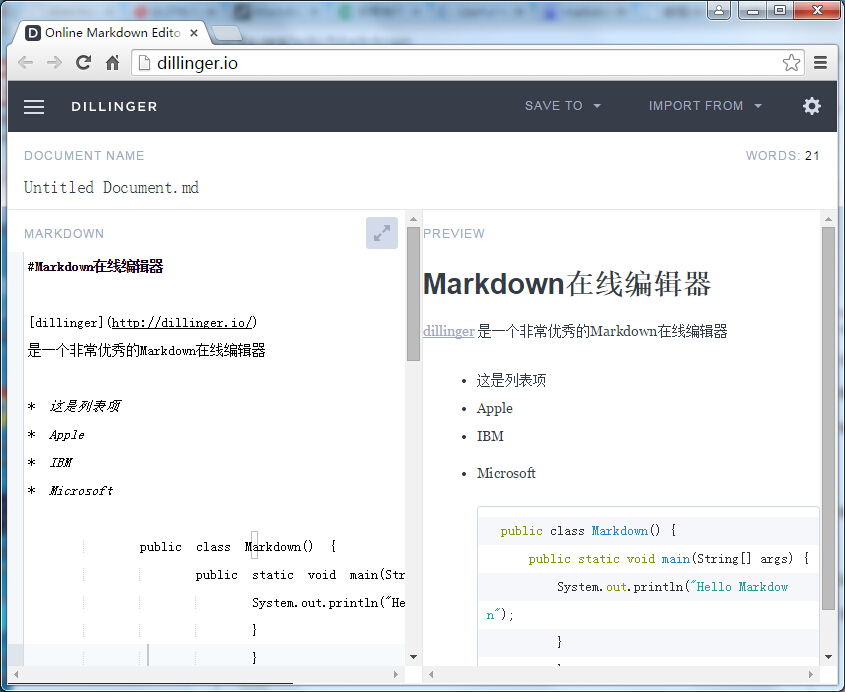 Online Markdown Edito
dillinger.io
DILLINGER
SAVE TO
IMPORT FROM
DOCUMENT NAME
WORDS: 21
Untitled Document.md
MARKDOWN
#Markdown在线编辑器
[dillinger](http://dillinger.io/)
是一个非常优秀的Markdown在线编辑器
* 这是列表项
* Apple
* IBM
* Microsoft
public class Markdown() {
public static void main(Str
System.out.println("He
}
}
PREVIEW
Markdown在线编辑器
dillinger 是一个非常优秀的Markdown在线编辑器
• 这是列表项
• Apple
• IBM
• Microsoft
public class Markdown() {
public static void main(String[] args) {
System.out.println("Hello Markdow
n");
}